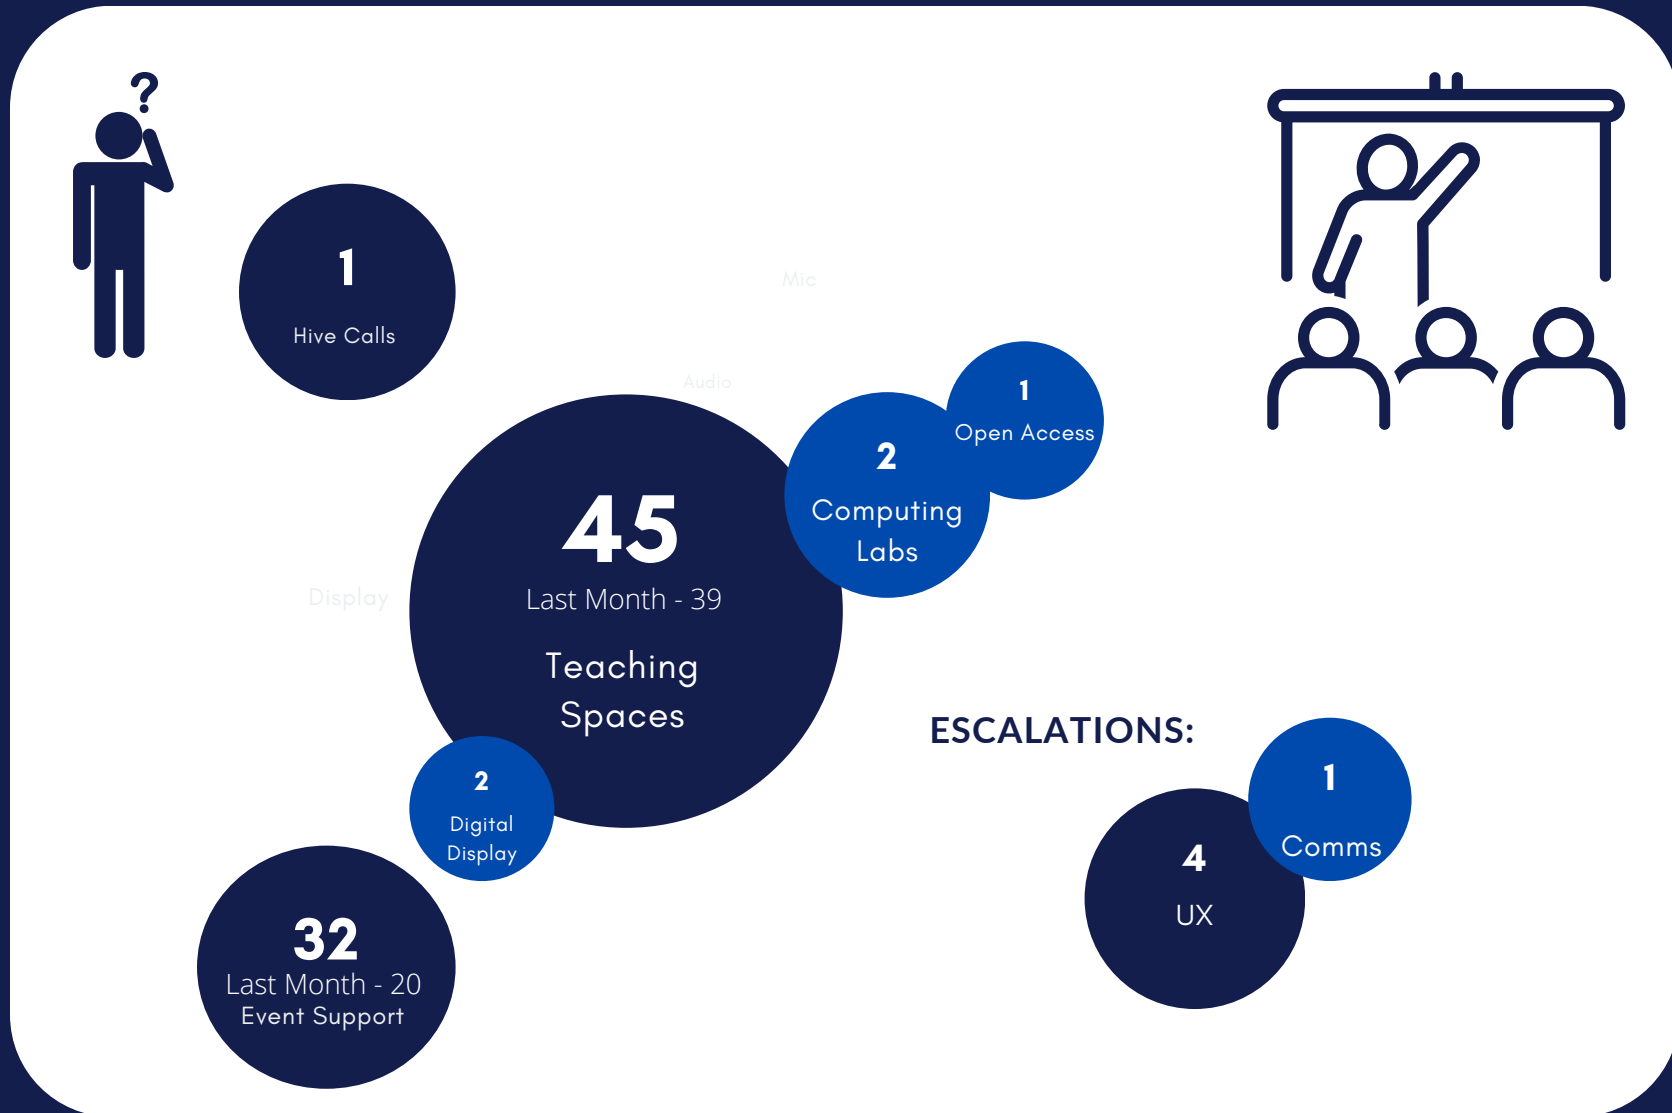 ?
1
Hive Calls
Mic
Audio
1
Open Access
2
Computing
Labs
45
Last Month - 39
Teaching
Spaces
Display
2
Digital
Display
32
Last Month - 20
Event Support
ESCALATIONS:
1
Comms
4
UX